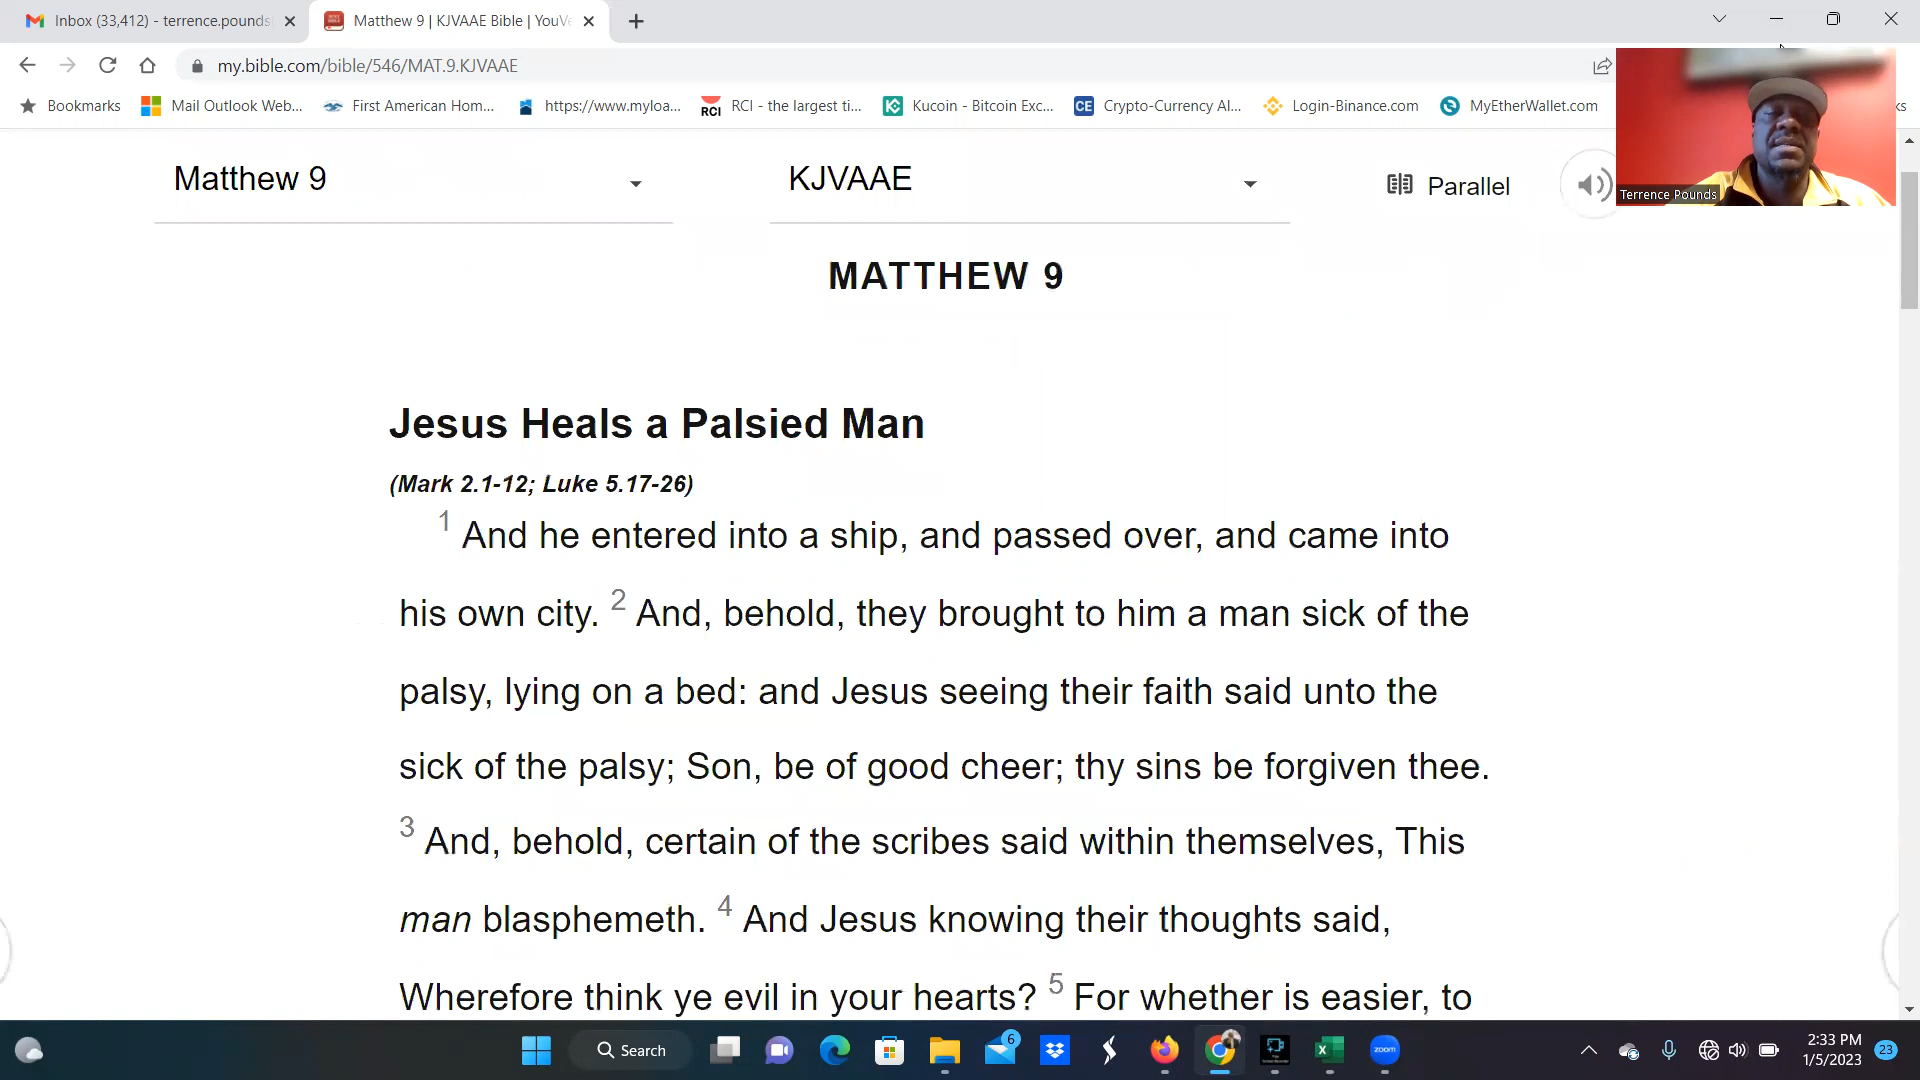 Inbox (33,412) - terrence.pounds
Matthew 9 | KJVAAE Bible | YouV
my.bible.com/bible/546/MAT.9.KJVAAE
Bookmarks
Mail Outlook Web...
First American Hom...
https://www.myloa...
RCI
RCI - the largest ti...
Kucoin - Bitcoin Exc...
CE
Crypto-Currency Al...
Login-Binance.com
MyEtherWallet.com
ks
Matthew 9
KJVAAE
Parallel
Terrence Pounds
MATTHEW 9
Jesus Heals a Palsied Man
(Mark 2.1-12; Luke 5.17-26)
1 And he entered into a ship, and passed over, and came into
his own city. 2 And, behold, they brought to him a man sick of the
palsy, lying on a bed: and Jesus seeing their faith said unto the
sick of the palsy; Son, be of good cheer; thy sins be forgiven thee.
3 And, behold, certain of the scribes said within themselves, This
man blasphemeth. 4 And Jesus knowing their thoughts said,
Wherefore think ye evil in your hearts? 5 For whether is easier, to
Search
6
zoom
2:33 PM
1/5/2023
23